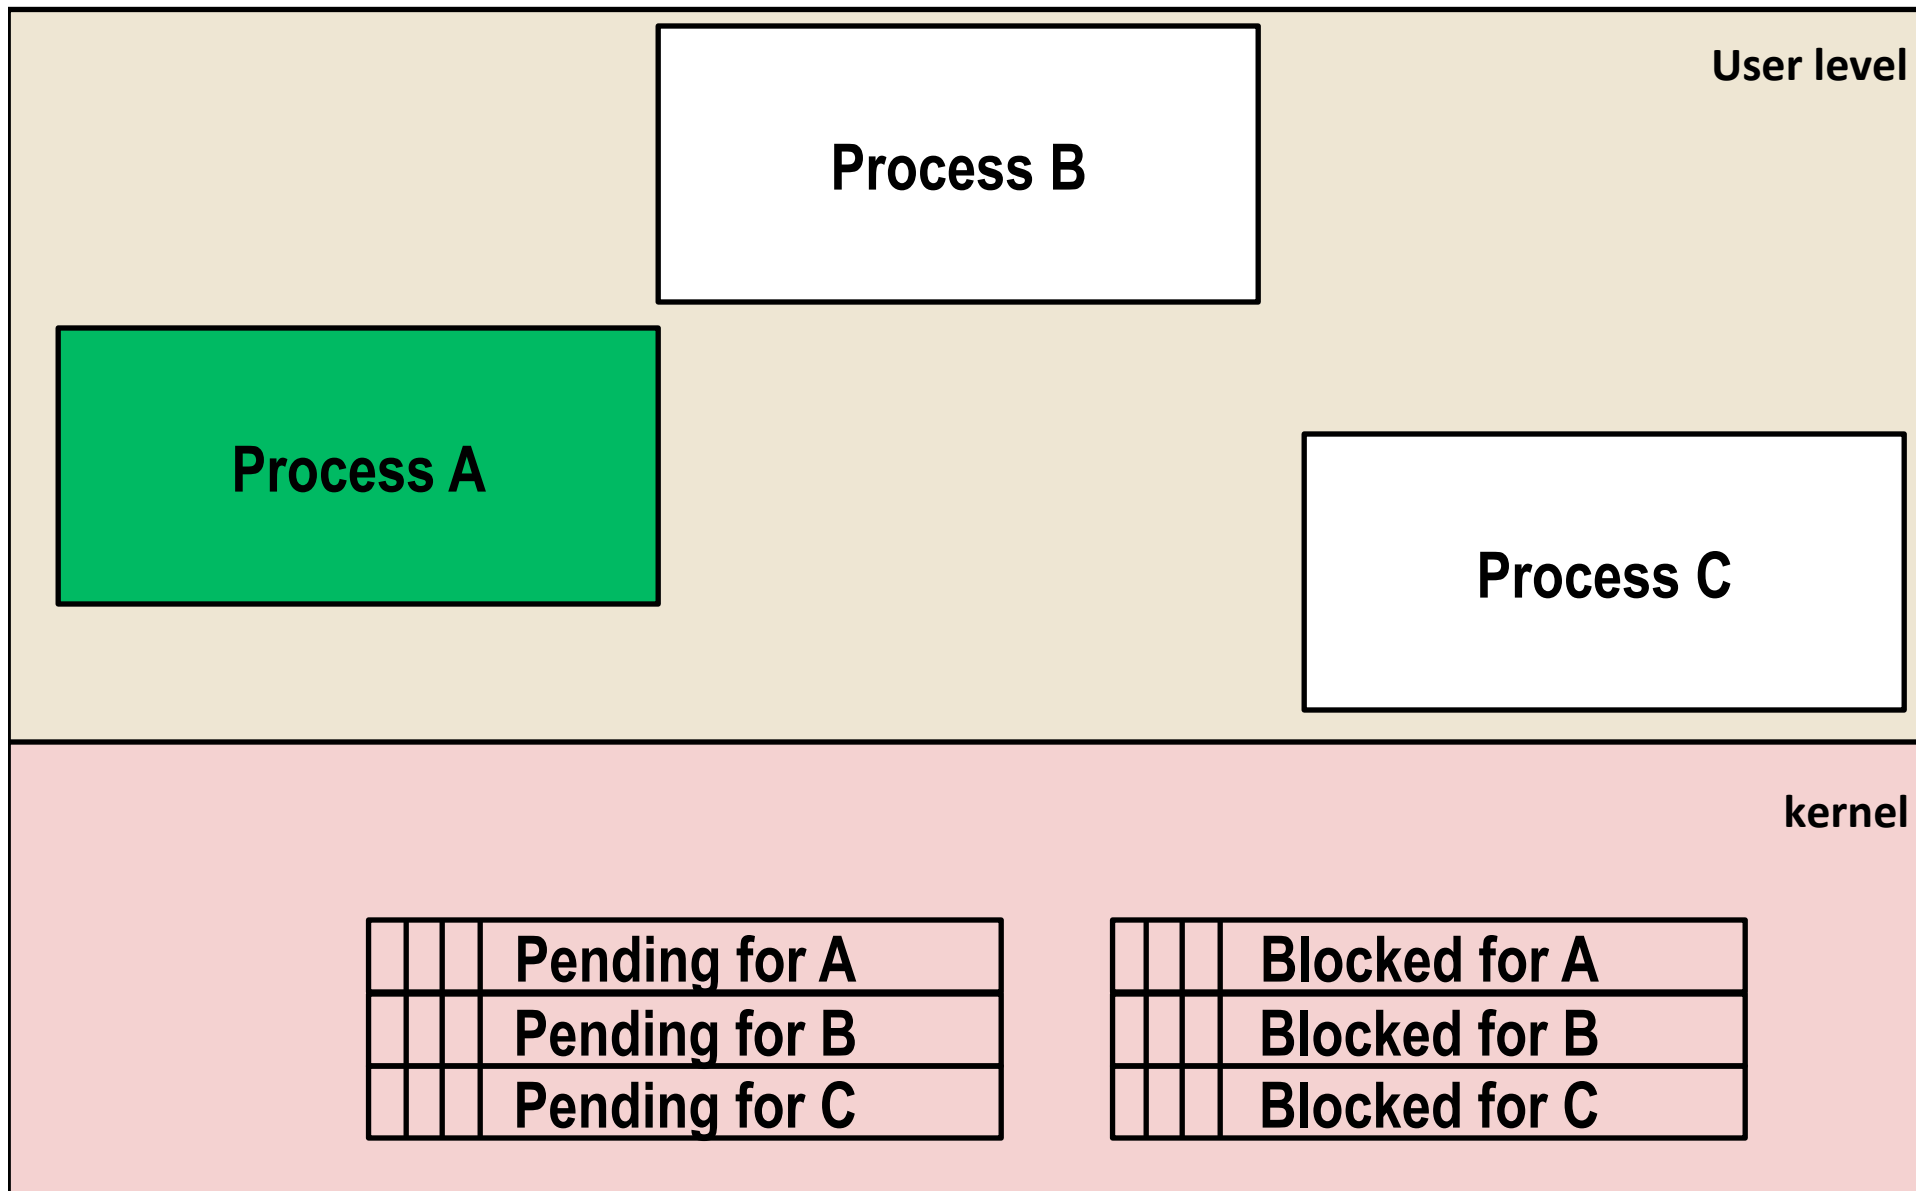 User level
Process B
Process A
Process C
kernel
Pending for A
Blocked for A
Pending for B
Blocked for B
Pending for C
Blocked for C